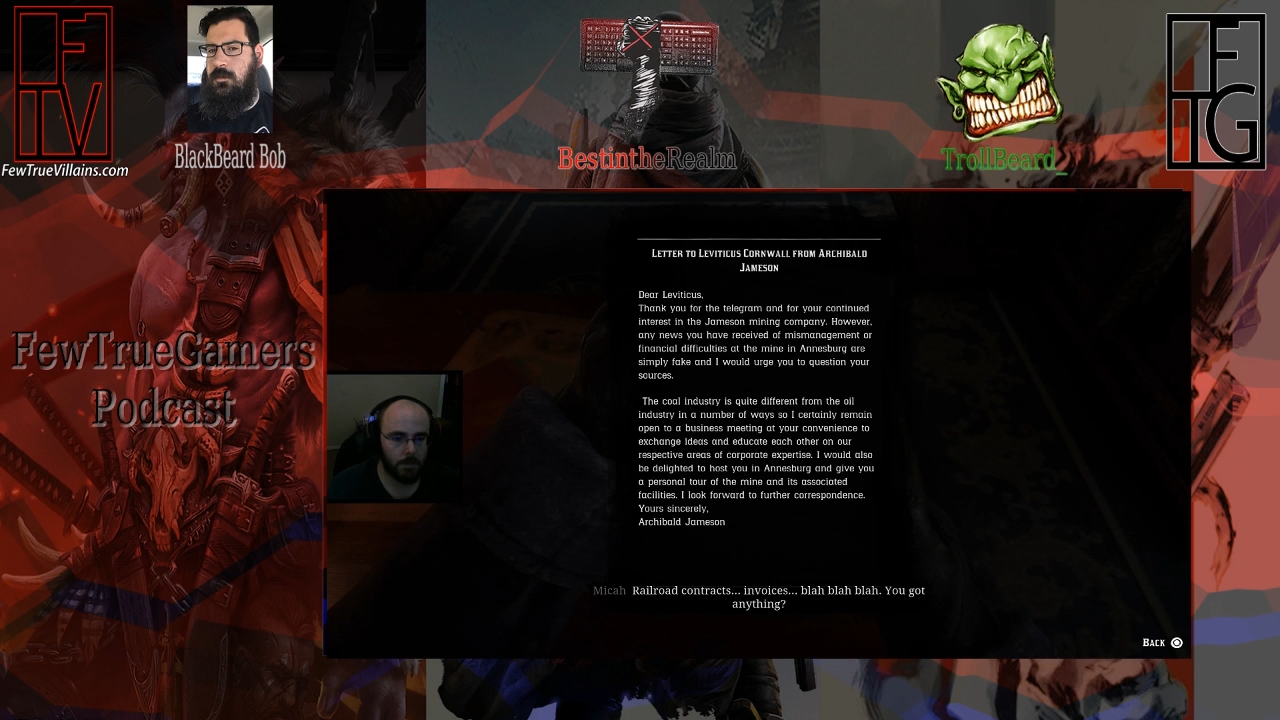 FTV
FewTrueVillains.com
BlackBeard Bob
BestintheRealm
TrollBeard_
FTG
FewTrueGamers
Podcast
Letter to Leviticus Cornwall from Archibald
Jameson
Dear Leviticus,
Thank you for the telegram and for your continued
interest in the Jameson mining company. However,
any news you have received of mismanagement or
financial difficulties at the mine in Annesburg are
simply fake and I would urge you to question your
sources.
The coal industry is quite different from the oil
industry in a number of ways so I certainly remain
open to a business meeting at your convenience to
exchange ideas and educate each other on our
respective areas of corporate expertise. I would also
be delighted to host you in Annesburg and give you
a personal tour of the mine and its associated
facilities. I look forward to further correspondence.
Yours sincerely,
Archibald Jameson
Micah Railroad contracts... invoices... blah blah blah. You got
anything?
Back